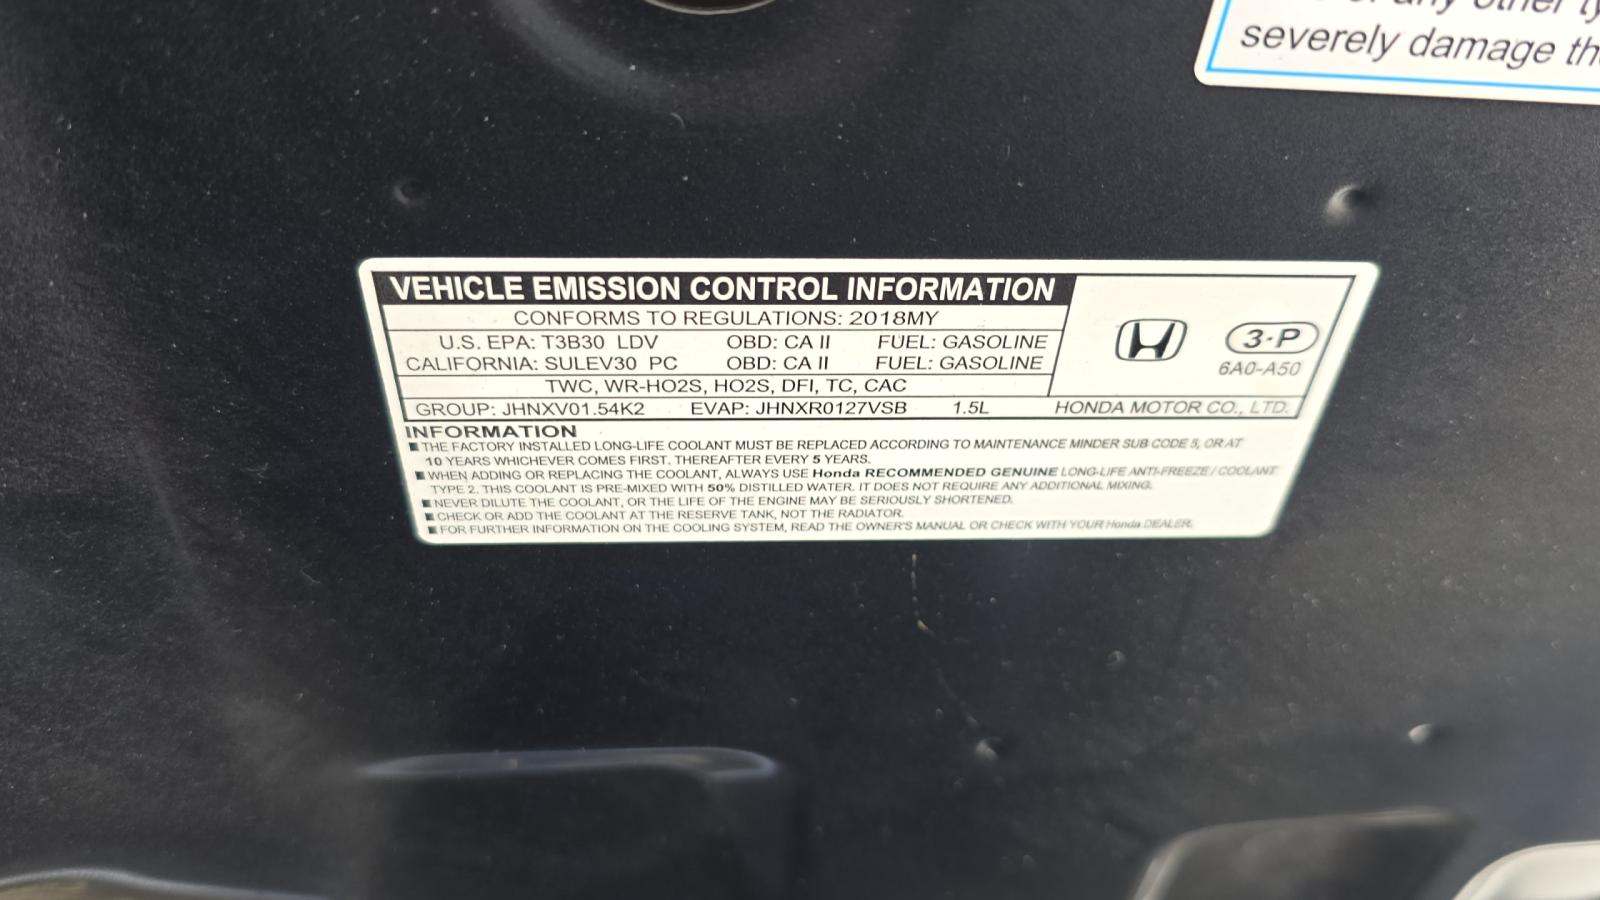 of any other ty
severely damage th
VEHICLE EMISSION CONTROL INFORMATION
CONFORMS TO REGULATIONS: 2018MY
U.S. EPA: T3B30 LDV OBD: CA II FUEL: GASOLINE
CALIFORNIA: SULEV30 PC OBD: CA II FUEL: GASOLINE
TWC, WR-HO2S, HO2S, DFI, TC, CAC
3-P
6A0-A50
GROUP: JHNXV01.54K2 EVAP: JHNXR0127VSB 1.5L HONDA MOTOR CO., LTD.
INFORMATION
■ THE FACTORY INSTALLED LONG-LIFE COOLANT MUST BE REPLACED ACCORDING TO MAINTENANCE MINDER SUB CODE 5, OR AT
10 YEARS WHICHEVER COMES FIRST. THEREAFTER EVERY 5 YEARS.
■ WHEN ADDING OR REPLACING THE COOLANT, ALWAYS USE Honda RECOMMENDED GENUINE LONG-LIFE ANTI-FREEZE / COOLANT
TYPE 2. THIS COOLANT IS PRE-MIXED WITH 50% DISTILLED WATER. IT DOES NOT REQUIRE ANY ADDITIONAL MIXING.
■ NEVER DILUTE THE COOLANT, OR THE LIFE OF THE ENGINE MAY BE SERIOUSLY SHORTENED.
■ CHECK OR ADD THE COOLANT AT THE RESERVE TANK, NOT THE RADIATOR.
■ FOR FURTHER INFORMATION ON THE COOLING SYSTEM, READ THE OWNER'S MANUAL OR CHECK WITH YOUR Honda DEALER.